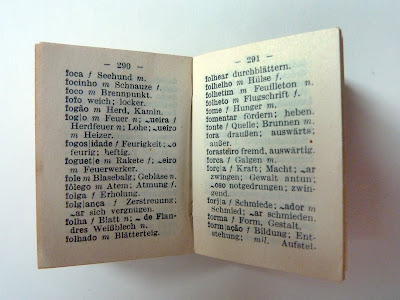 – 290 –
foca f Seehund m.
focinho m Schnauze f.
foco m Brennpunkt.
fofo weich; locker.
fogão m Herd, Kamin.
fog|o m Feuer n; ~ueira f
Herdfeuer n; Lohe; ~ueiro
m Heizer.
fogos|idade f Feurigkeit; ~o
feurig; heftig.
foguet|e m Rakete f; ~eiro
m Feuerwerker.
fole m Blasebalg; Gebläse n.
fôlego m Atem; Atmung f.
folga f Erholung.
folg|ança f Zerstreuung;
~ar sich vergnügen.
folha f Blatt n; ~ de Flan-
dres Weißblech n.
folhado m Blätterteig.
– 291 –
folhear durchblättern.
folhelho m Hülse f.
folhetim m Feuilleton n.
folheto m Flugschrift f.
fome f Hunger m.
fomentar fördern; heben.
fonte f Quelle; Brunnen m.
fora draußen; auswärts;
außer.
forasteiro fremd, auswärtig.
forca f Galgen m.
forç|a f Kraft; Macht; ~ar
zwingen; Gewalt antun;
~oso notgedrungen; zwin-
gend.
forj|a f Schmiede; ~ador m
Schmied; ~ar schmieden.
forma f Form, Gestalt.
form|ação f Bildung; Ent-
stehung; mil. Aufstel-